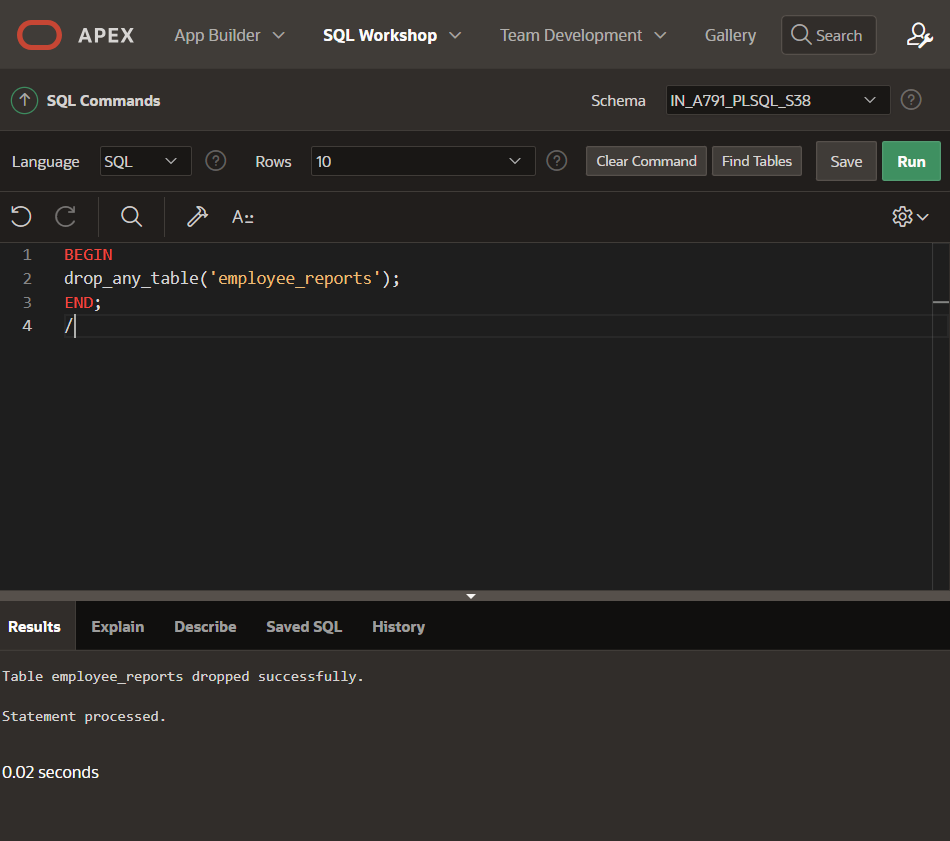 APEX App Builder SQL Workshop Team Development Gallery Search
SQL Commands Schema IN_A791_PLSQL_S38 ?
Language SQL ? Rows 10 ? Clear Command Find Tables Save Run
A::
1 BEGIN
2 drop_any_table('employee_reports');
3 END;
4 /
Results Explain Describe Saved SQL History
Table employee_reports dropped successfully.
Statement processed.
0.02 seconds